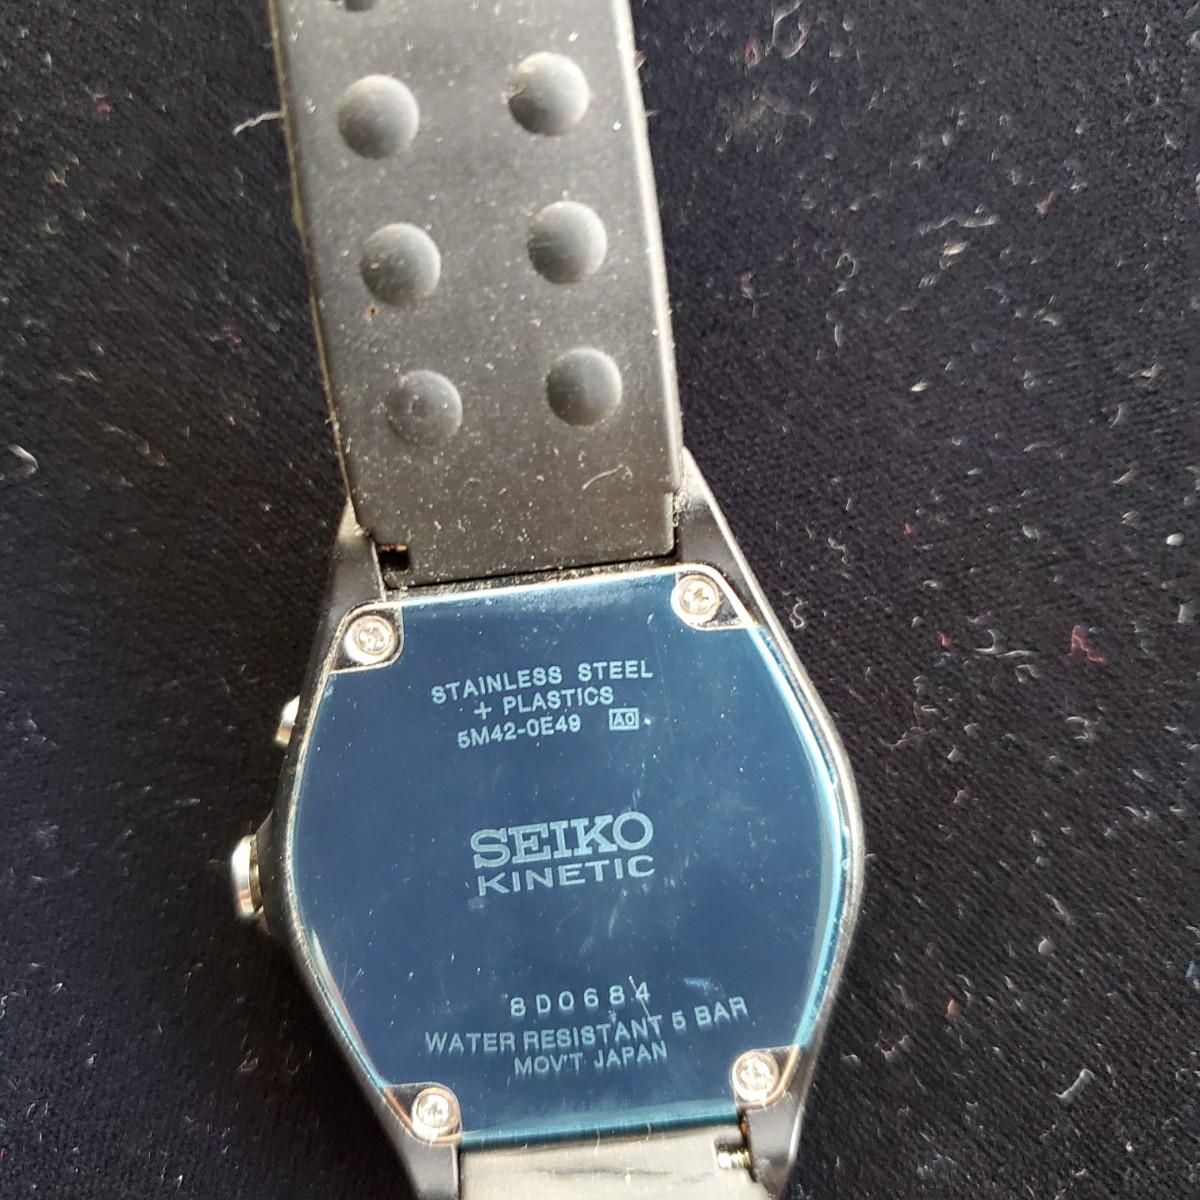 STAINLESS STEEL
+ PLASTICS
5M42-0E49 A0
SEIKO
KINETIC
8D0684
WATER RESISTANT 5 BAR
MOV'T JAPAN